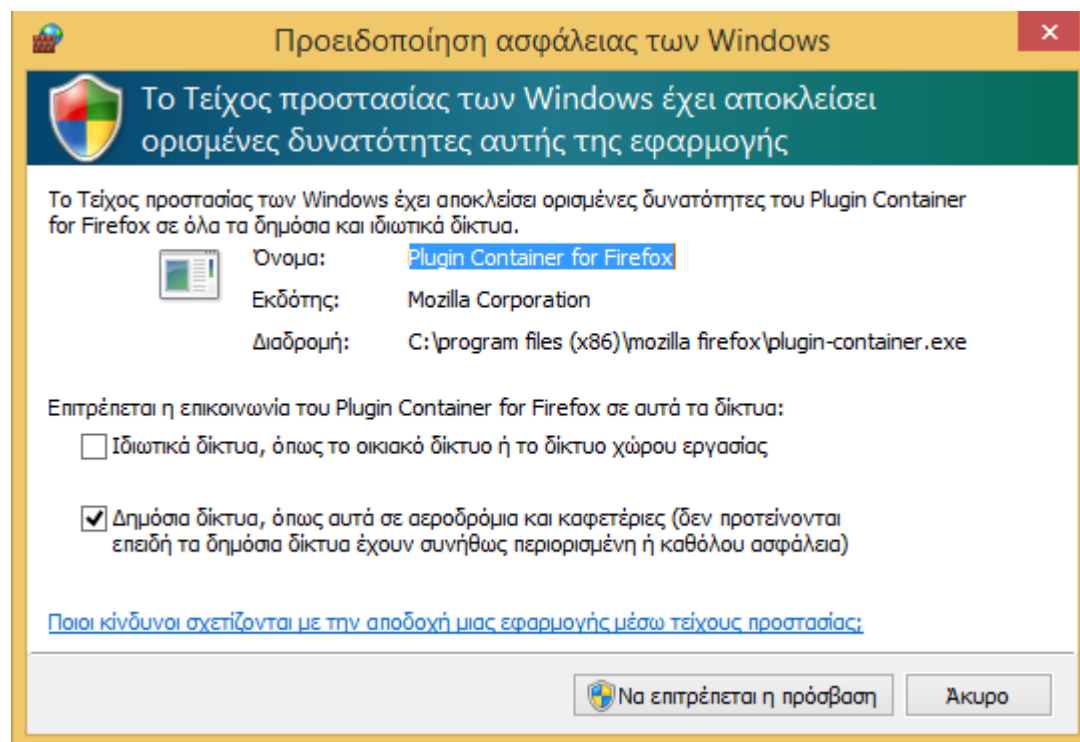 Προειδοποίηση ασφάλειας των Windows
Το Τείχος προστασίας των Windows έχει αποκλείσει
ορισμένες δυνατότητες αυτής της εφαρμογής
Το Τείχος προστασίας των Windows έχει αποκλείσει ορισμένες δυνατότητες του Plugin Container
for Firefox σε όλα τα δημόσια και ιδιωτικά δίκτυα.
Όνομα: Plugin Container for Firefox
Εκδότης: Mozilla Corporation
Διαδρομή: C:\program files (x86)\mozilla firefox\plugin-container.exe
Επιτρέπεται η επικοινωνία του Plugin Container for Firefox σε αυτά τα δίκτυα:
Ιδιωτικά δίκτυα, όπως το οικιακό δίκτυο ή το δίκτυο χώρου εργασίας
Δημόσια δίκτυα, όπως αυτά σε αεροδρόμια και καφετέριες (δεν προτείνονται
επειδή τα δημόσια δίκτυα έχουν συνήθως περιορισμένη ή καθόλου ασφάλεια)
Ποιοι κίνδυνοι σχετίζονται με την αποδοχή μιας εφαρμογής μέσω τείχους προστασίας;
Να επιτρέπεται η πρόσβαση Άκυρο